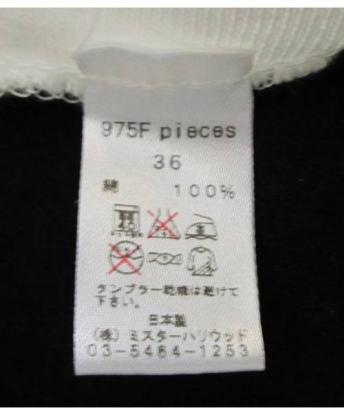 975F pieces
36
綿 100%
タンブラー乾燥は避けて
下さい。
日本製
(株) ミスターハリウッド
03-5464-1253